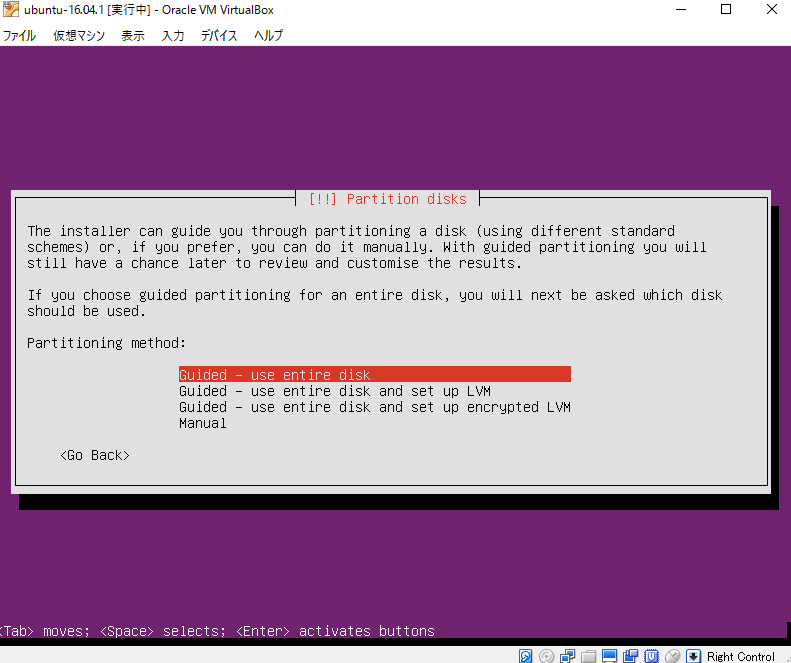 ubuntu-16.04.1 [実行中] - Oracle VM VirtualBox
ファイル 仮想マシン 表示 入力 デバイス ヘルプ
[!!] Partition disks
The installer can guide you through partitioning a disk (using different standard
schemes) or, if you prefer, you can do it manually. With guided partitioning you will
still have a chance later to review and customise the results.
If you choose guided partitioning for an entire disk, you will next be asked which disk
should be used.
Partitioning method:
Guided - use entire disk
Guided - use entire disk and set up LVM
Guided - use entire disk and set up encrypted LVM
Manual
<Go Back>
<Tab> moves; <Space> selects; <Enter> activates buttons
Right Control